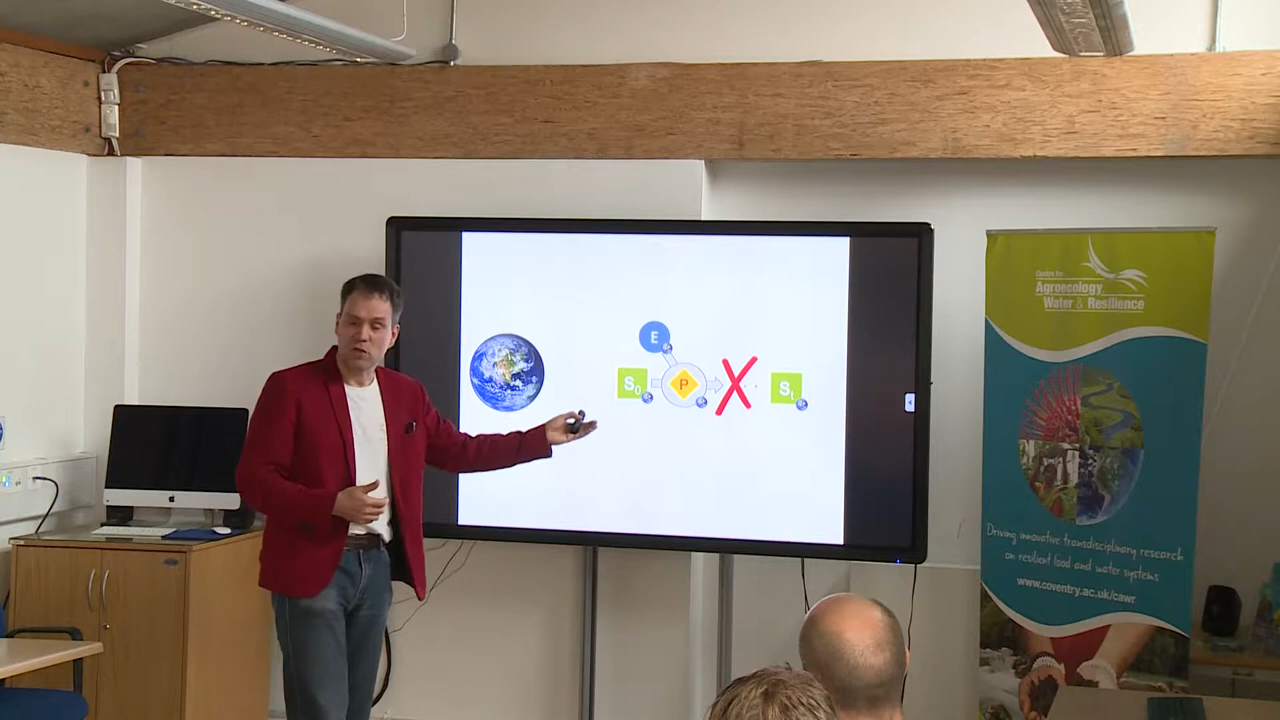 E
S0
P
St
Centre for
Agroecology
Water & Resilience
Driving innovative transdisciplinary research
on resilient food and water systems
www.coventry.ac.uk/cawr